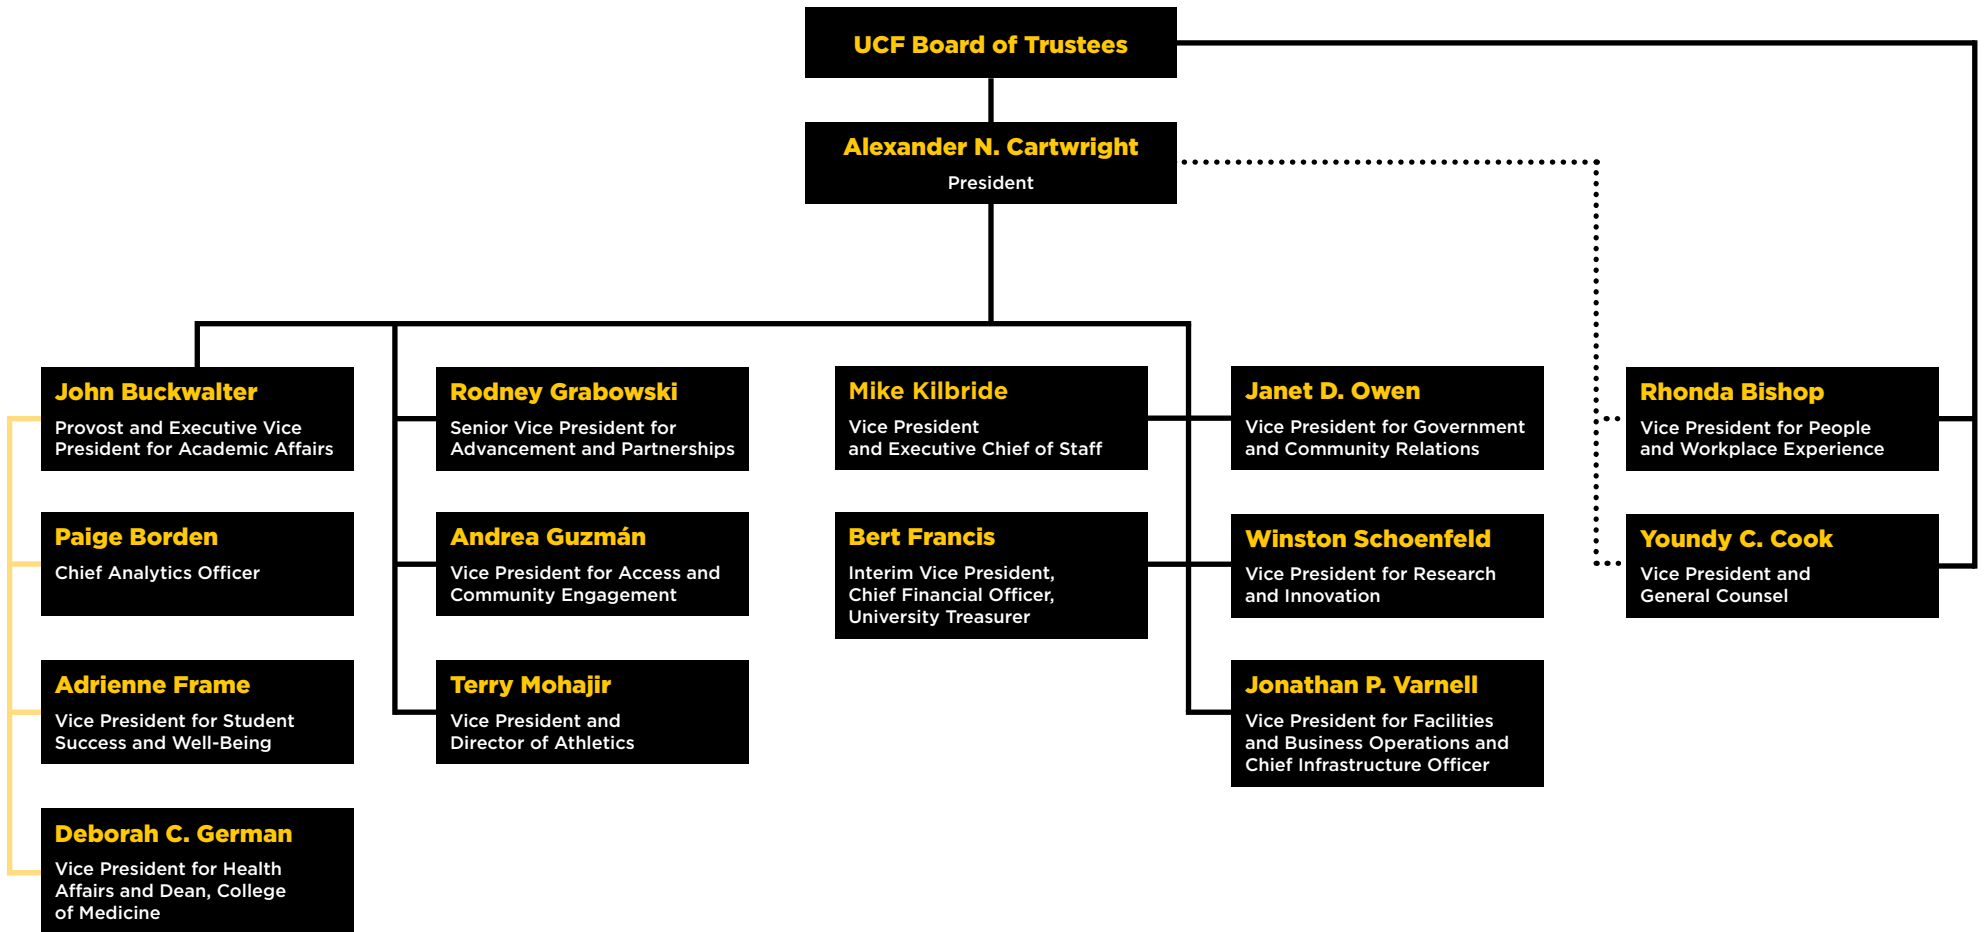 UCF Board of Trustees
Alexander N. Cartwright
President
John Buckwalter
Provost and Executive Vice
President for Academic Affairs
Paige Borden
Chief Analytics Officer
Adrienne Frame
Vice President for Student
Success and Well-Being
Deborah C. German
Vice President for Health
Affairs and Dean, College
of Medicine
Rodney Grabowski
Senior Vice President for
Advancement and Partnerships
Andrea Guzmán
Vice President for Access and
Community Engagement
Terry Mohajir
Vice President and
Director of Athletics
Mike Kilbride
Vice President
and Executive Chief of Staff
Bert Francis
Interim Vice President,
Chief Financial Officer,
University Treasurer
Janet D. Owen
Vice President for Government
and Community Relations
Winston Schoenfeld
Vice President for Research
and Innovation
Jonathan P. Varnell
Vice President for Facilities
and Business Operations and
Chief Infrastructure Officer
Rhonda Bishop
Vice President for People
and Workplace Experience
Youndy C. Cook
Vice President and
General Counsel